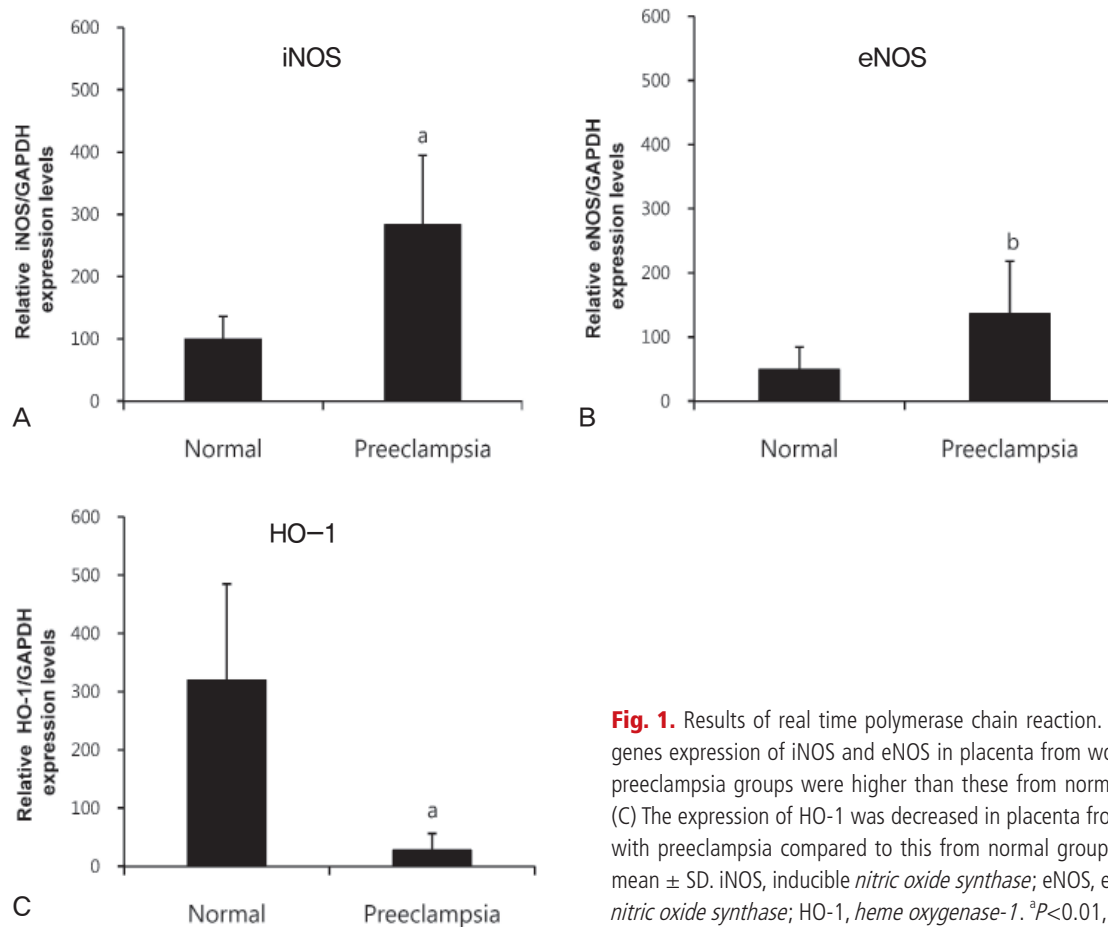 600
500
400
300
200
100
0
iNOS
a
Relative iNOS/GAPDH
expression levels
Normal Preeclampsia
A
600
500
400
300
200
100
0
eNOS
b
Relative eNOS/GAPDH
expression levels
Normal Preeclampsia
B
600
500
400
300
200
100
0
HO-1
a
Relative HO-1/GAPDH
expression levels
Normal Preeclampsia
C
Fig. 1. Results of real time polymerase chain reaction.
genes expression of iNOS and eNOS in placenta from
preeclampsia groups were higher than these from
(C) The expression of HO-1 was decreased in placenta
with preeclampsia compared to this from normal
mean ± SD. iNOS, inducible nitric oxide synthase; eNOS,
nitric oxide synthase; HO-1, heme oxygenase-1. ᵃP<0.01,